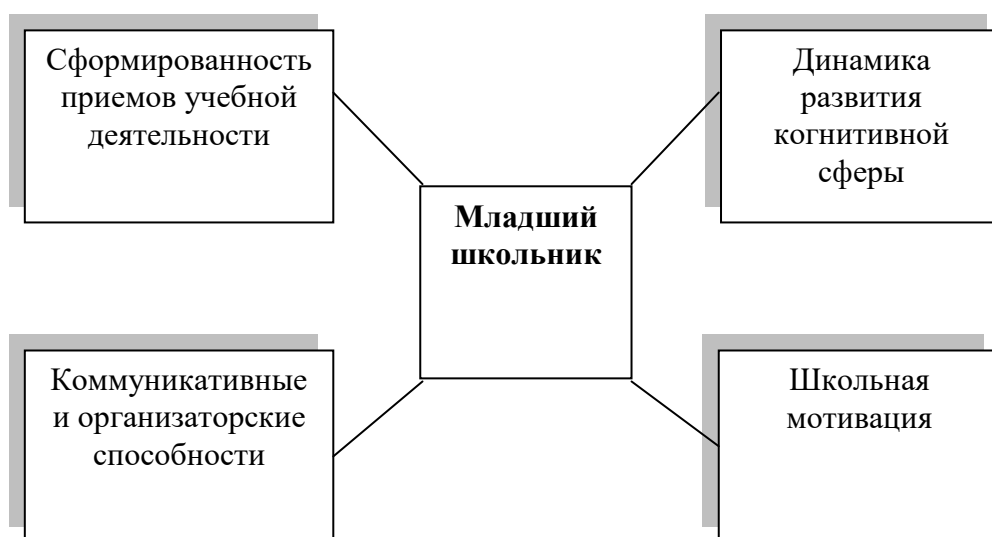 Сформированность
приемов учебной
деятельности
Динамика
развития
когнитивной
сферы
Младший
школьник
Коммуникативные
и организаторские
способности
Школьная
мотивация